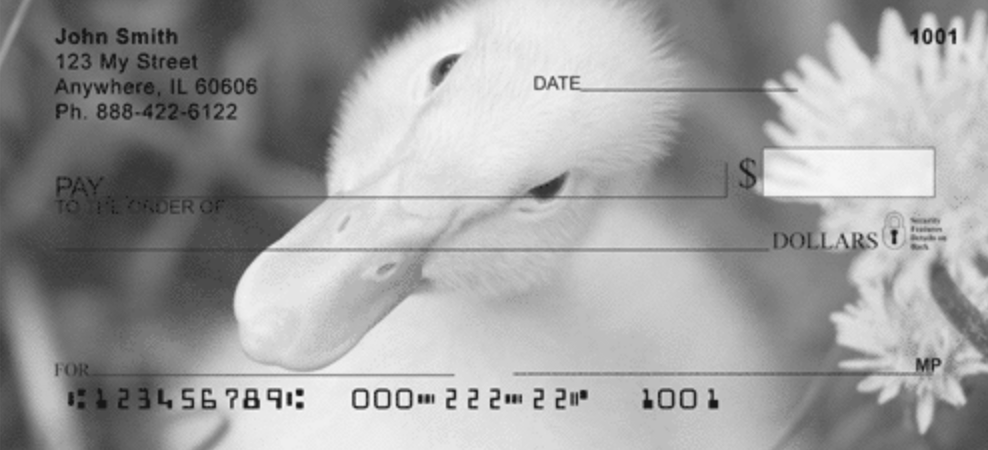 John Smith
1001
123 My Street
Anywhere, IL 60606
Ph. 888-422-6122
DATE
PAY
TO THE ORDER OF
$
DOLLARS
Security
Features
Details on
Back
FOR
MP
⑆123456789⑆ 000⑉222⑉22⑈ 1001